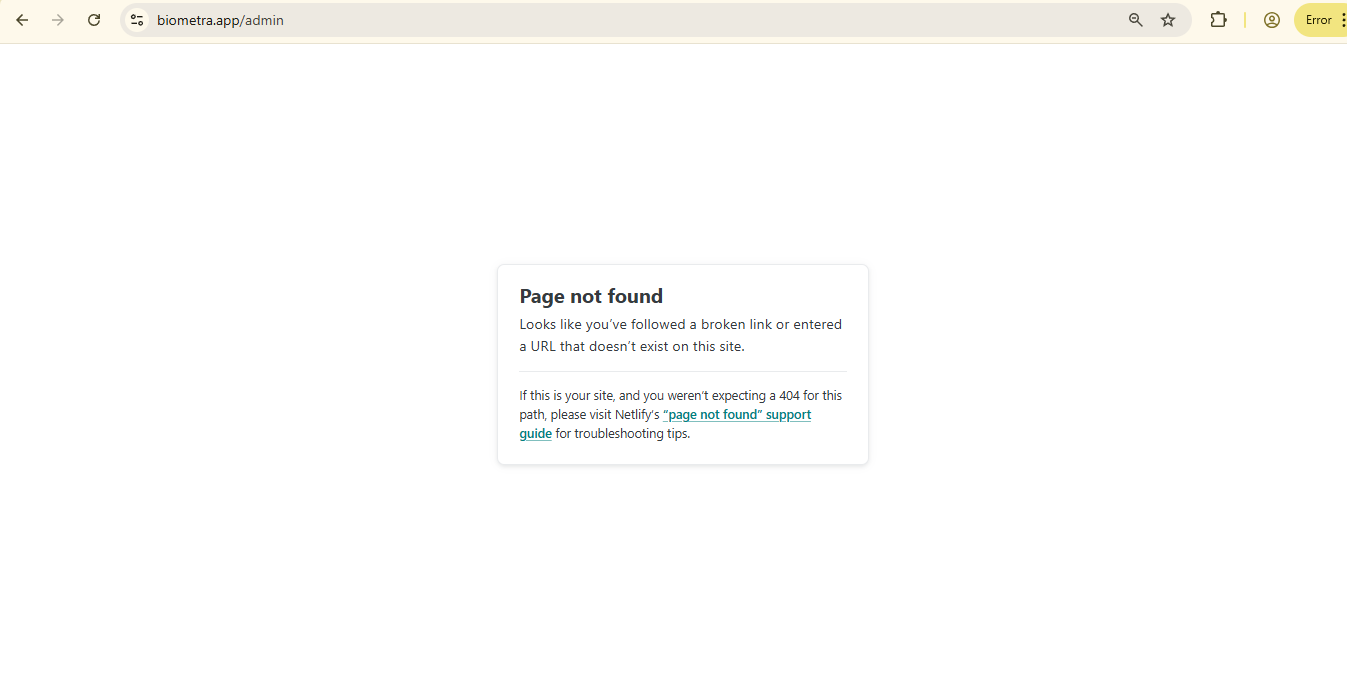 biometra.app/admin
Error
Page not found
Looks like you’ve followed a broken link or entered
a URL that doesn’t exist on this site.
If this is your site, and you weren’t expecting a 404 for this
path, please visit Netlify’s “page not found” support
guide for troubleshooting tips.